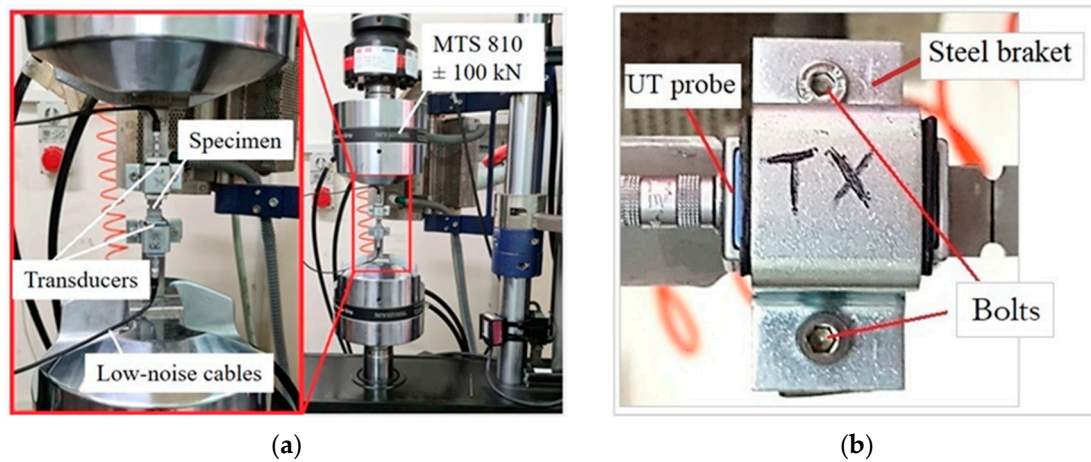 MTS 810
± 100 kN
Specimen
Transducers
Low-noise cables
(a)
Steel braket
UT probe
TX
Bolts
(b)